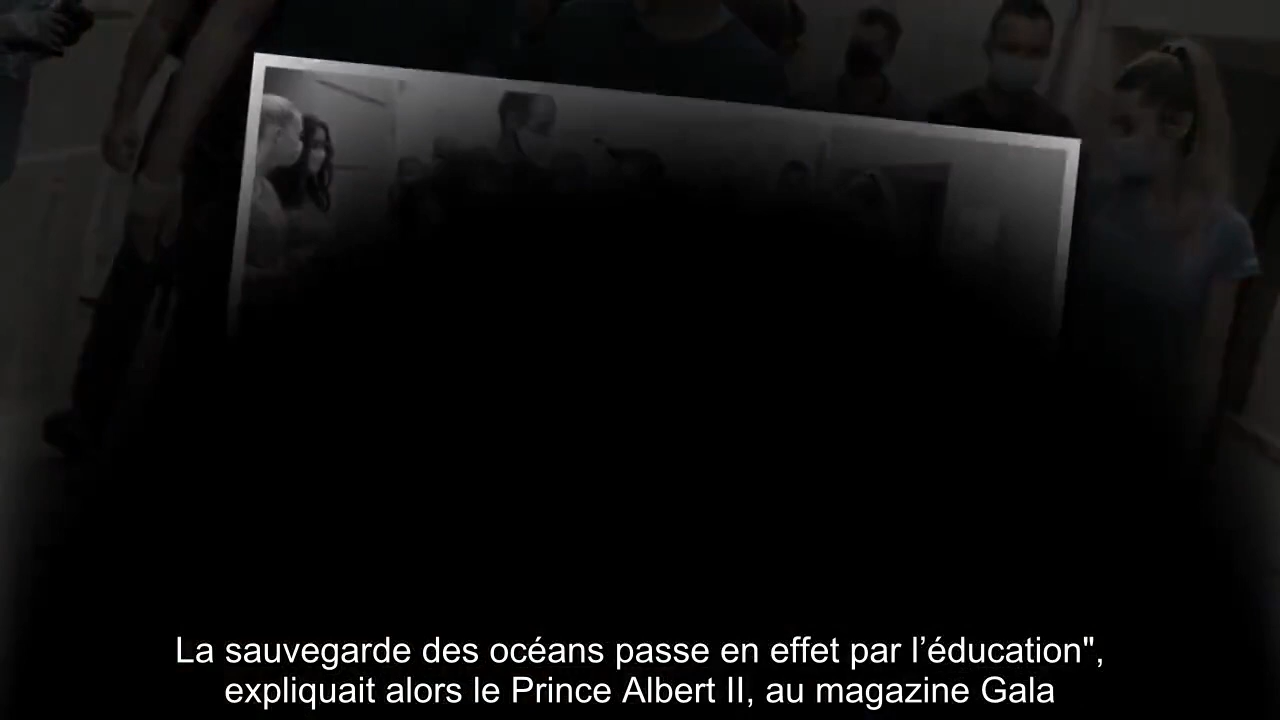 La sauvegarde des océans passe en effet par l’éducation",
expliquait alors le Prince Albert II, au magazine Gala